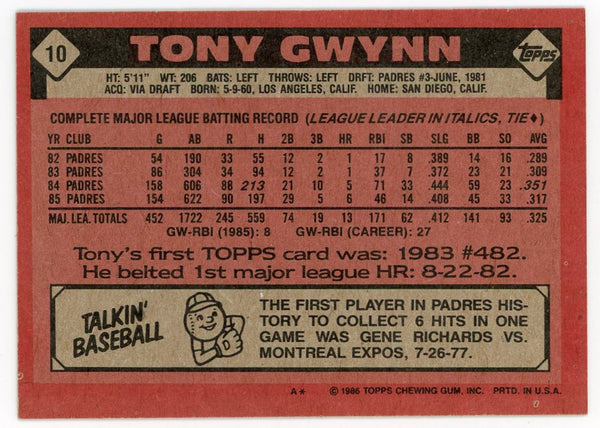 10
TONY GWYNN
topps
HT: 5'11" WT: 206 BATS: LEFT THROWS: LEFT DRFT: PADRES #3-JUNE, 1981
ACQ: VIA DRAFT BORN: 5-9-60, LOS ANGELES, CALIF. HOME: SAN DIEGO, CALIF.
COMPLETE MAJOR LEAGUE BATTING RECORD (LEAGUE LEADER IN ITALICS, TIE♦)
YR CLUB G AB R H 2B 3B HR RBI SB SLG BB SO AVG
82 PADRES 54 190 33 55 12 2 1 17 8 .389 14 16 .289
83 PADRES 86 304 34 94 12 2 1 37 7 .372 23 21 .309
84 PADRES 158 606 88 213 21 10 5 71 33 .444 59 23 .351
85 PADRES 154 622 90 197 29 5 6 46 14 .408 45 33 .317
MAJ. LEA. TOTALS 452 1722 245 559 74 19 13 171 62 .412 141 93 .325
GW-RBI (1985): 8 GW-RBI (CAREER): 27
Tony's first TOPPS card was: 1983 #482.
He belted 1st major league HR: 8-22-82.
TALKIN'
BASEBALL
THE FIRST PLAYER IN PADRES HIS-
TORY TO COLLECT 6 HITS IN ONE
GAME WAS GENE RICHARDS VS.
MONTREAL EXPOS, 7-26-77.
A* © 1986 TOPPS CHEWING GUM, INC. PRTD. IN U.S.A.